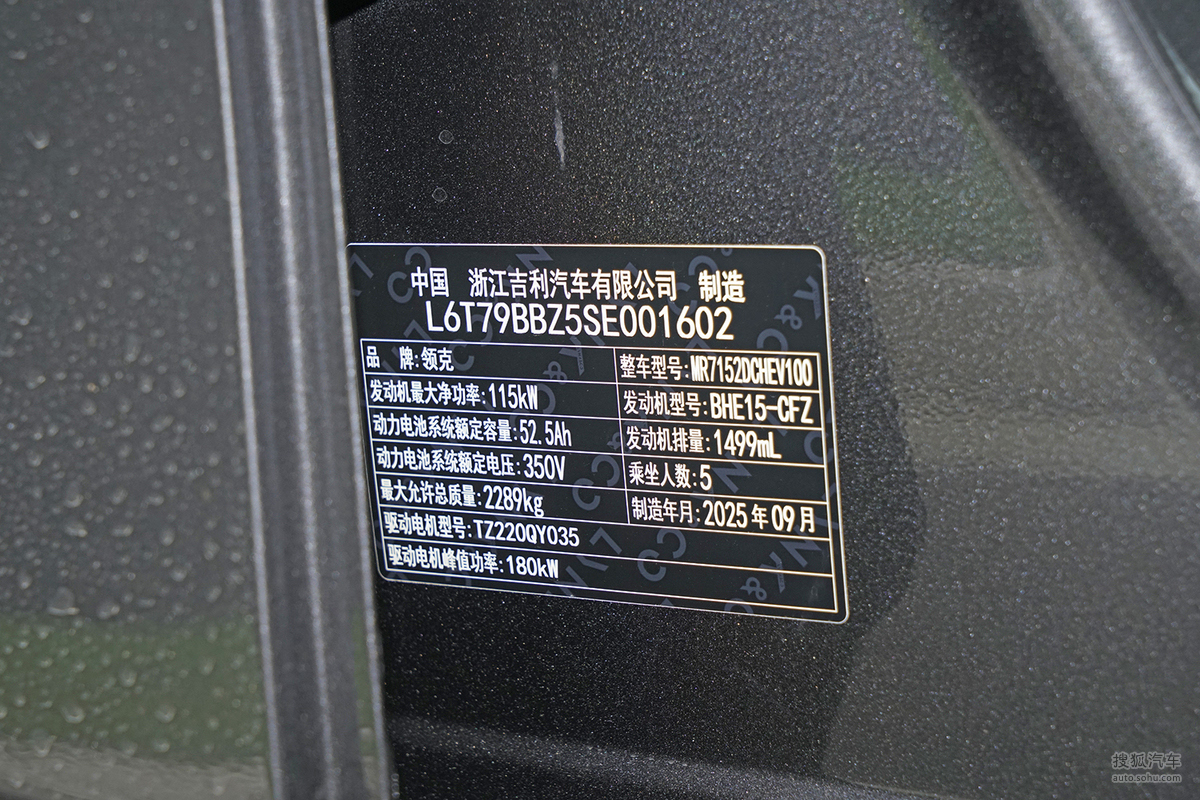 中国 浙江吉利汽车有限公司 制造
L6T79BBZ5SE001602
品 牌:领克 整车型号:MR7152DCHEV100
发动机最大净功率:115kW 发动机型号:BHE15-CFZ
动力电池系统额定容量:52.5Ah 发动机排量:1499mL
动力电池系统额定电压:350V 乘坐人数:5
最大允许总质量:2289kg 制造年月:2025年09月
驱动电机型号:TZ220QY035
驱动电机峰值功率:180kW
搜狐汽车
auto.sohu.com